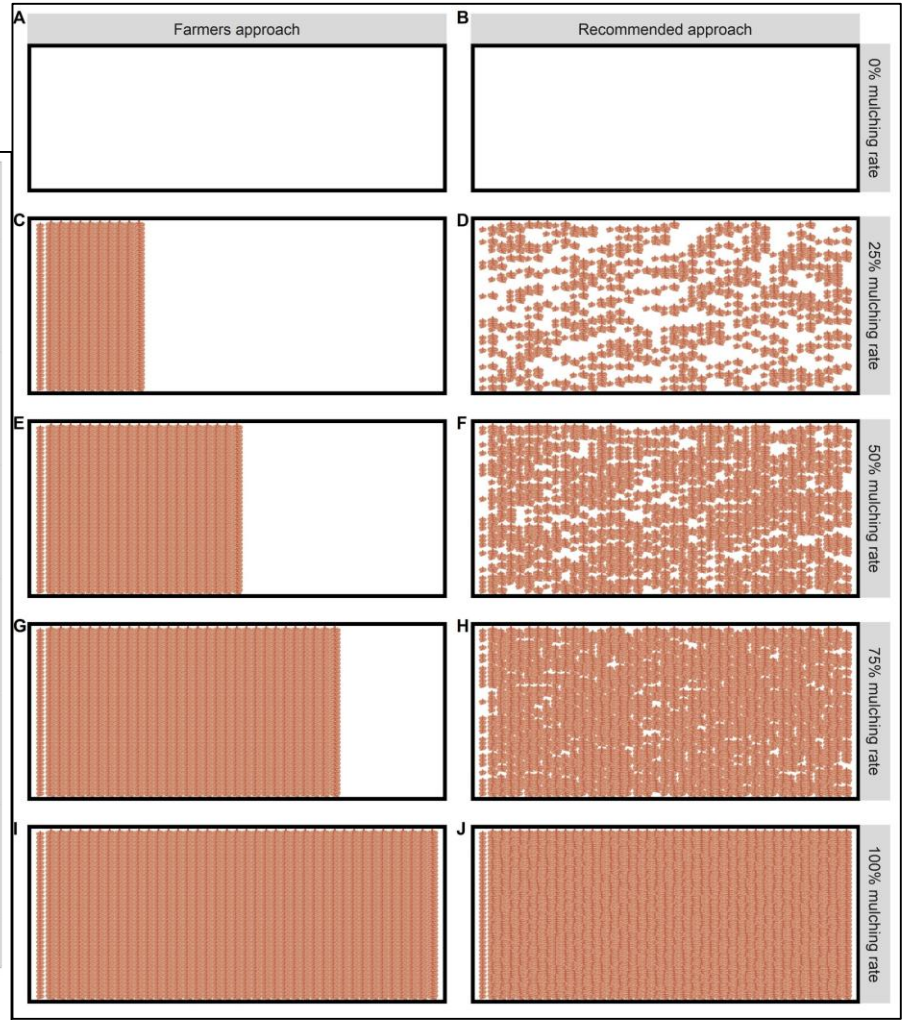 A
Farmers approach
B
Recommended approach
0% mulching rate
C
D
25% mulching rate
E
F
50% mulching rate
G
H
75% mulching rate
I
J
100% mulching rate